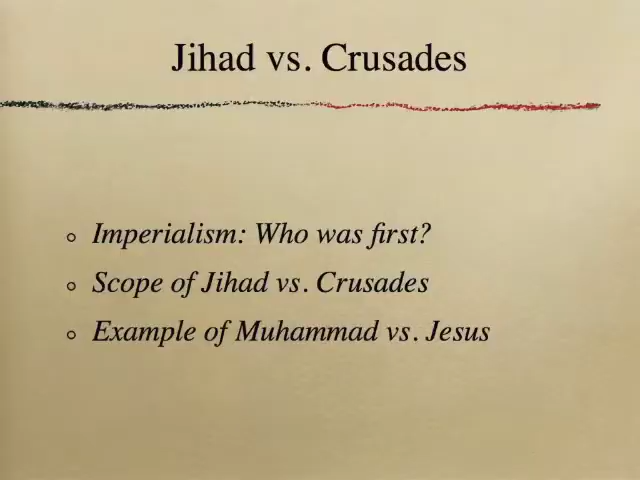 Jihad vs. Crusades
Imperialism: Who was first?
Scope of Jihad vs. Crusades
Example of Muhammad vs. Jesus